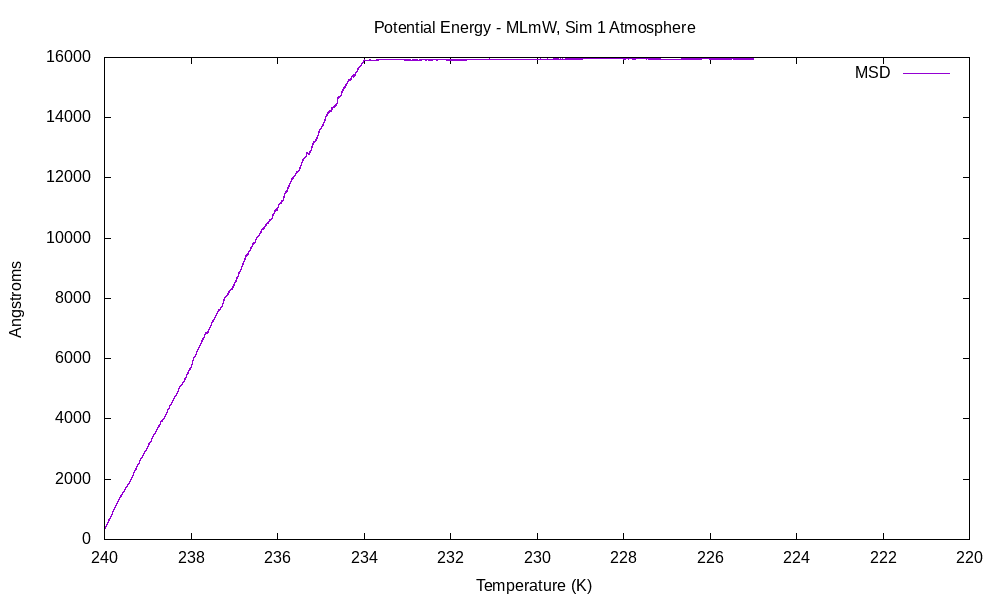 Potential Energy - MLmW, Sim 1 Atmosphere
16000
MSD
14000
12000
10000
8000
6000
4000
2000
0
Angstroms
240 238 236 234 232 230 228 226 224 222 220
Temperature (K)